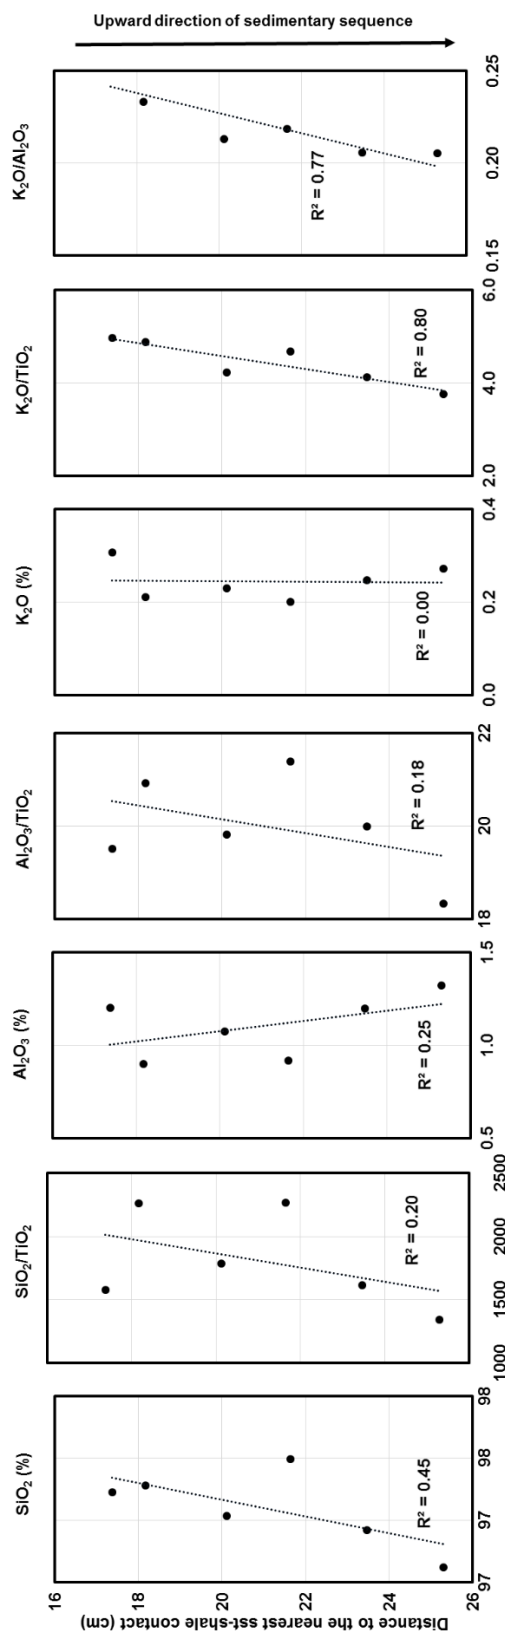 Distance to the nearest sst-shale contact (cm)
16
18
20
22
24
26
SiO₂ (%)
R² = 0.45
97
97
98
98
SiO₂/TiO₂
R² = 0.20
1000
1500
2000
2500
Al₂O₃ (%)
R² = 0.25
0.5
1.0
1.5
Al₂O₃/TiO₂
R² = 0.18
18
20
22
K₂O (%)
R² = 0.00
0.0
0.2
0.4
K₂O/TiO₂
R² = 0.80
2.0
4.0
6.0
K₂O/Al₂O₃
R² = 0.77
0.15
0.20
0.25
Upward direction of sedimentary sequence